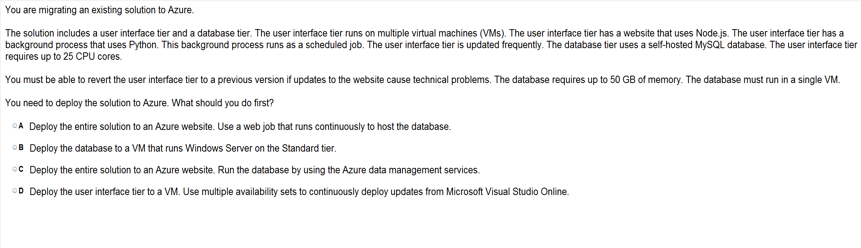 You are migrating an existing solution to Azure.
The solution includes a user interface tier and a database tier. The user interface tier runs on multiple virtual machines (VMs). The user interface tier has a website that uses Node.js. The user interface tier has a
background process that uses Python. This background process runs as a scheduled job. The user interface tier is updated frequently. The database tier uses a self-hosted MySQL database. The user interface tier
requires up to 25 CPU cores.
You must be able to revert the user interface tier to a previous version if updates to the website cause technical problems. The database requires up to 50 GB of memory. The database must run in a single VM.
You need to deploy the solution to Azure. What should you do first?
A Deploy the entire solution to an Azure website. Use a web job that runs continuously to host the database.
B Deploy the database to a VM that runs Windows Server on the Standard tier.
C Deploy the entire solution to an Azure website. Run the database by using the Azure data management services.
D Deploy the user interface tier to a VM. Use multiple availability sets to continuously deploy updates from Microsoft Visual Studio Online.